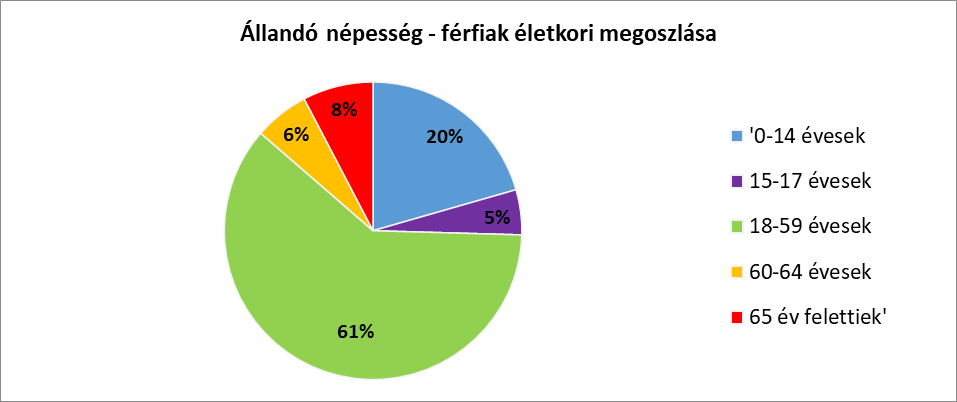 Állandó népesség - férfiak életkori megoszlása
8%
20%
6%
5%
61%
'0-14 évesek
15-17 évesek
18-59 évesek
60-64 évesek
65 év felettiek'